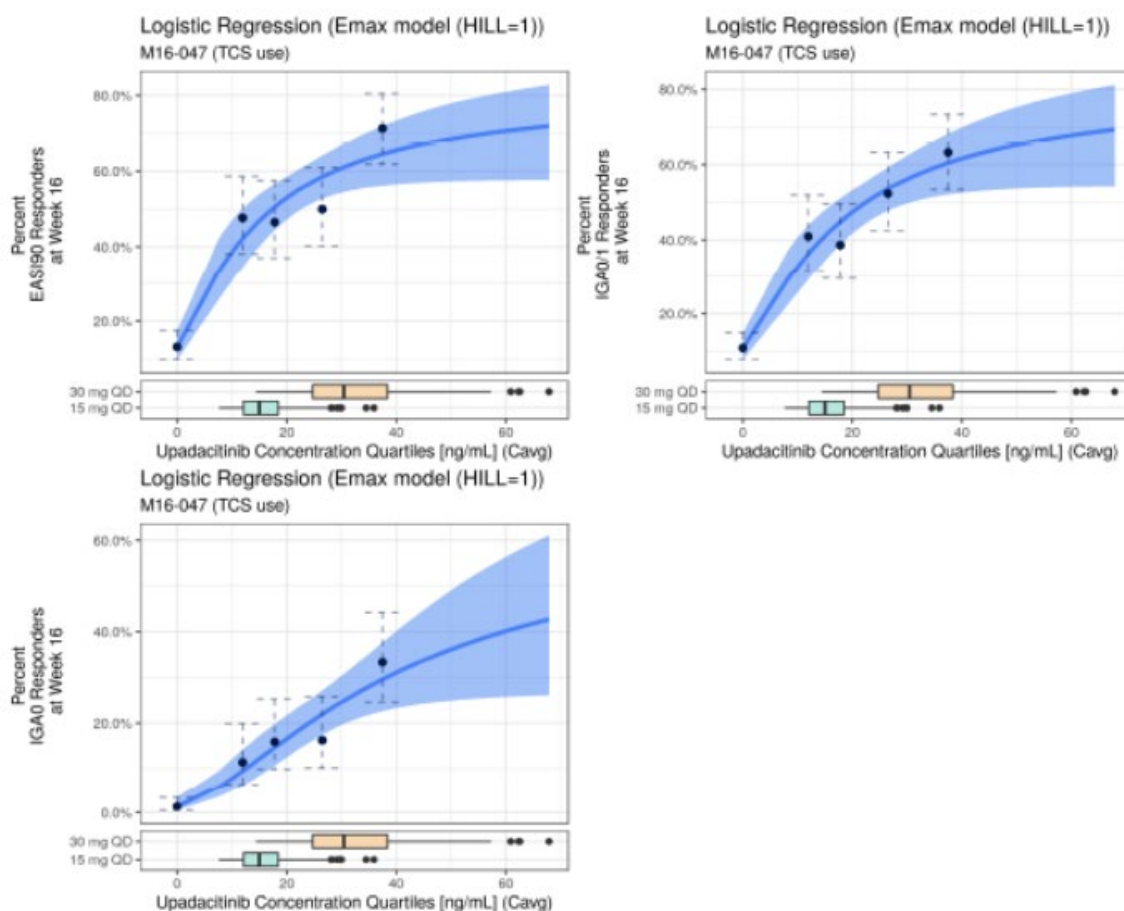 Logistic Regression (Emax model (HILL=1))
M16-047 (TCS use)
Percent
EASI90 Responders
at Week 16
80.0%
60.0%
40.0%
20.0%
30 mg QD
15 mg QD
0 20 40 60
Upadacitinib Concentration Quartiles [ng/mL] (Cavg)
Logistic Regression (Emax model (HILL=1))
M16-047 (TCS use)
Percent
IGA0/1 Responders
at Week 16
80.0%
60.0%
40.0%
20.0%
30 mg QD
15 mg QD
0 20 40 60
Upadacitinib Concentration Quartiles [ng/mL] (Cavg)
Logistic Regression (Emax model (HILL=1))
M16-047 (TCS use)
Percent
IGA0 Responders
at Week 16
60.0%
40.0%
20.0%
0.0%
30 mg QD
15 mg QD
0 20 40 60
Upadacitinib Concentration Quartiles [ng/mL] (Cavg)